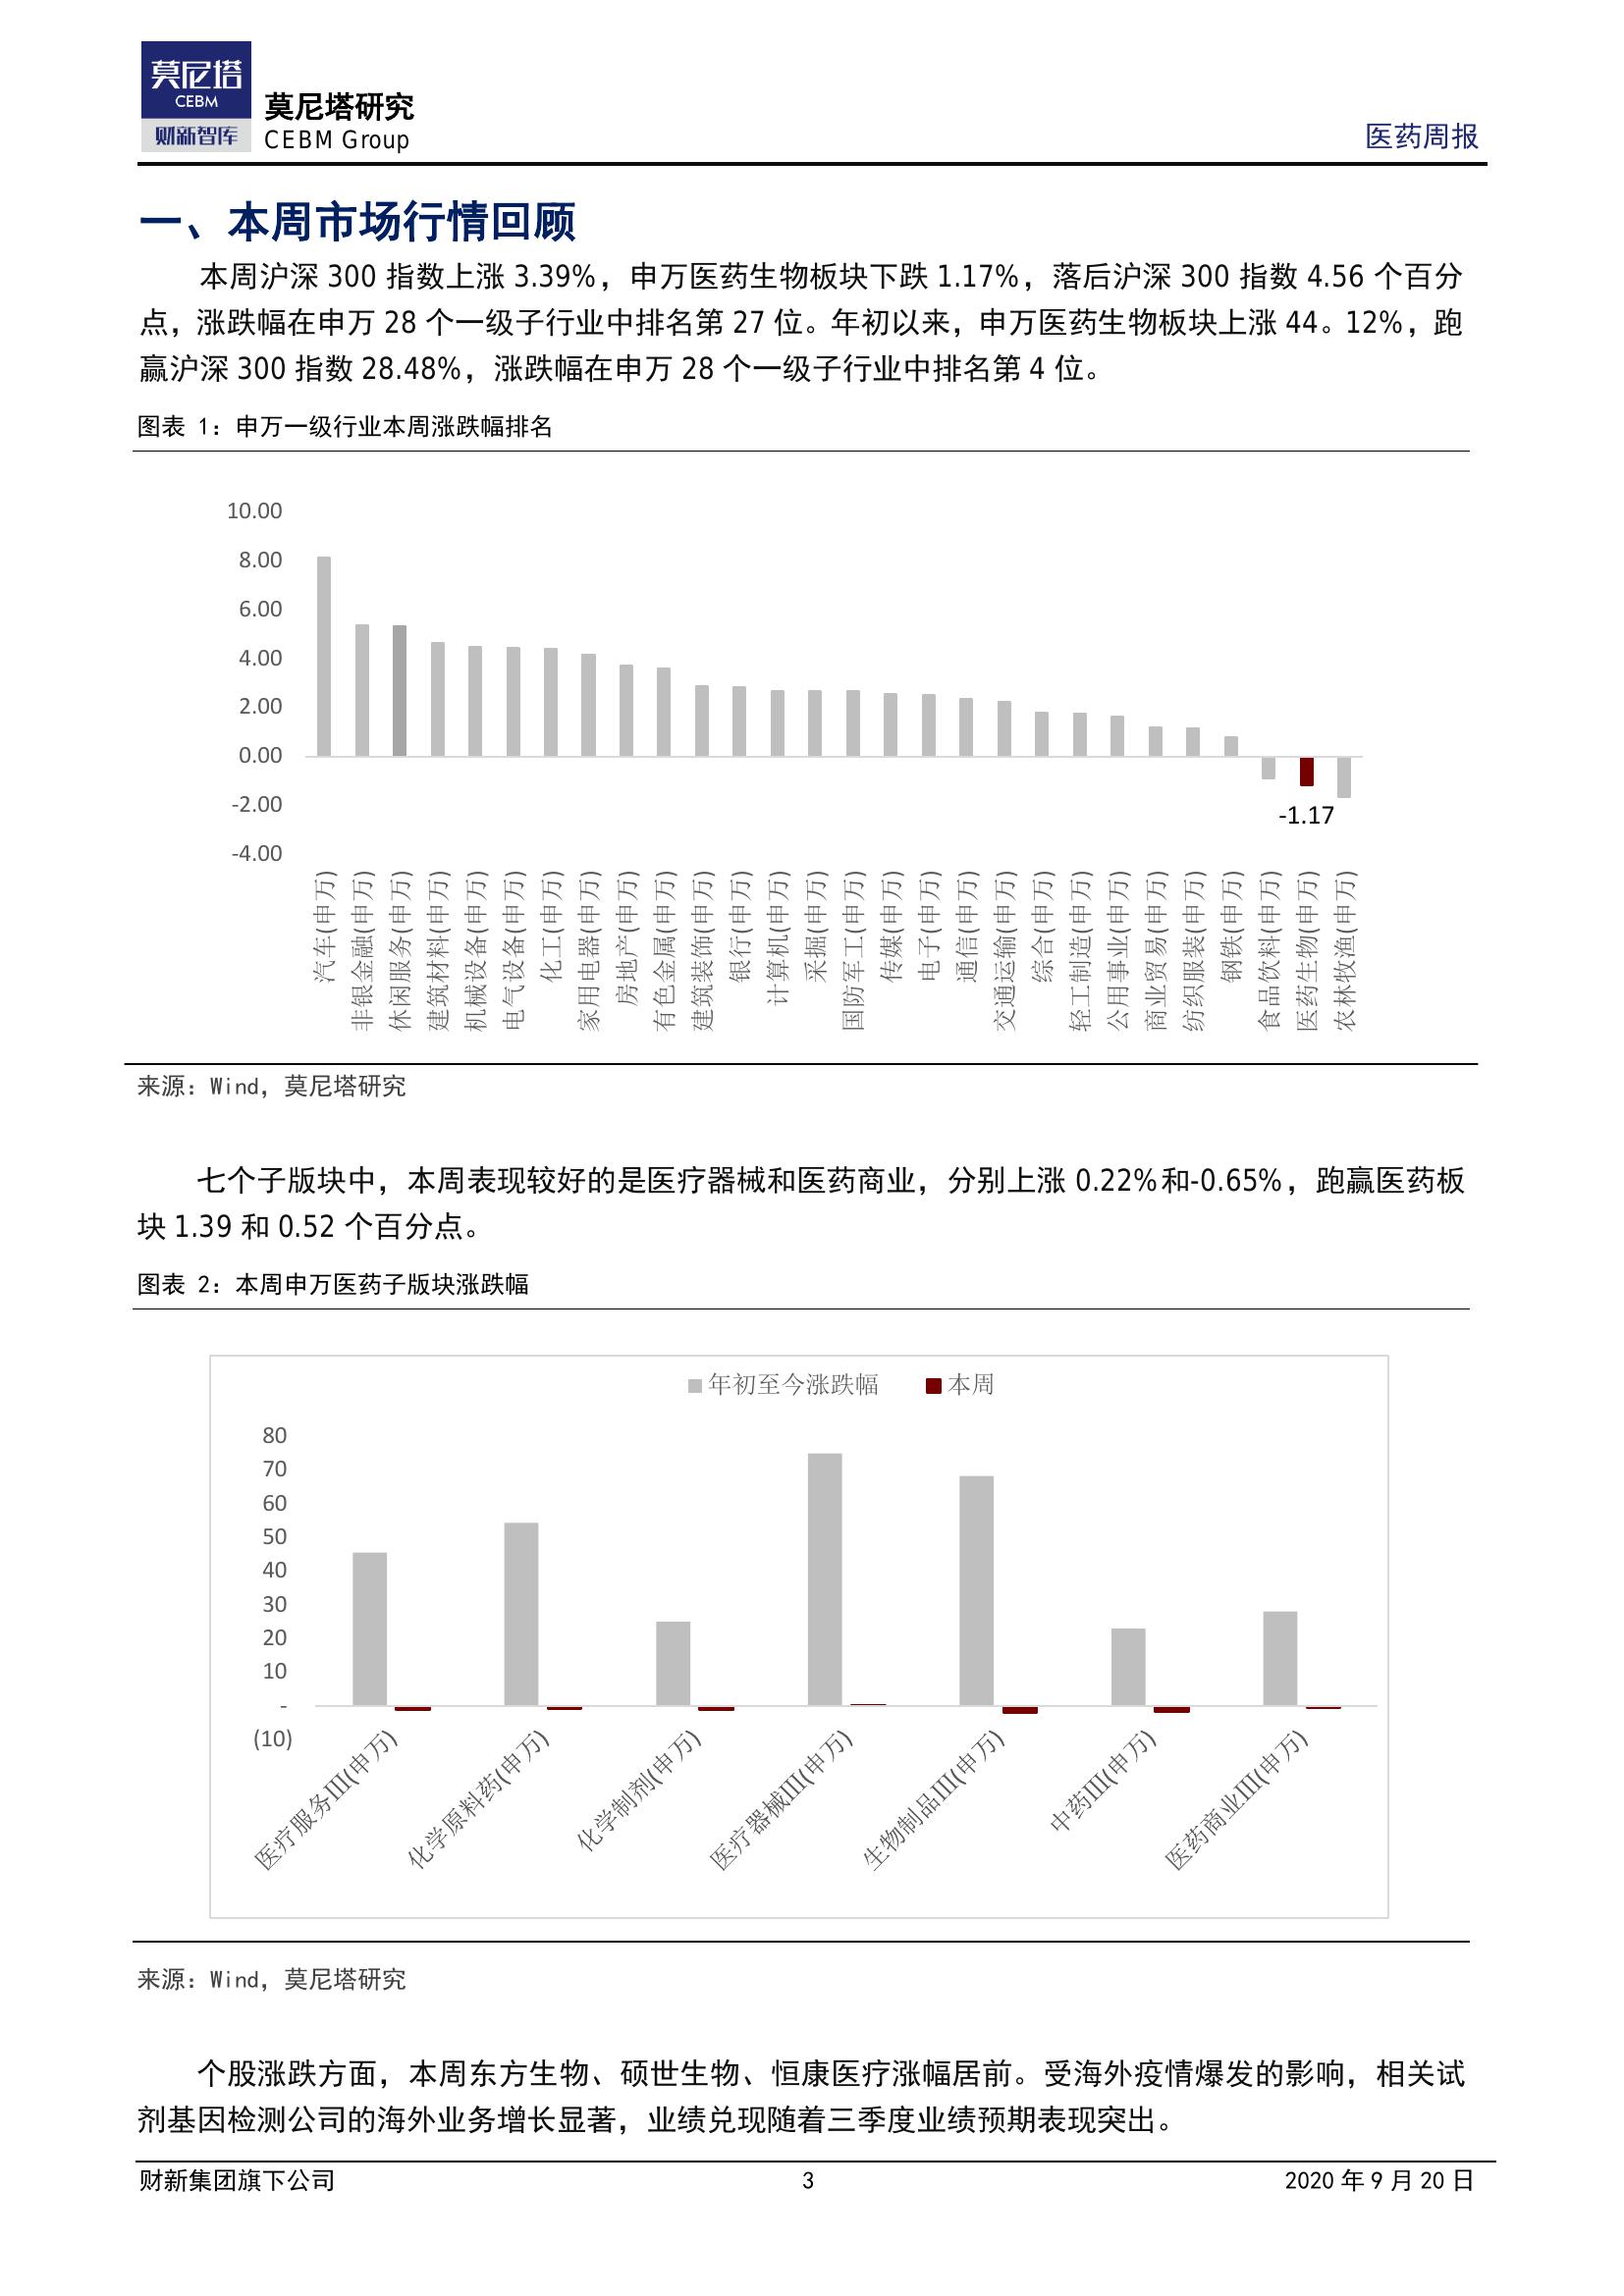 莫尼塔
CEBM
财新智库
莫尼塔研究
CEBM Group
医药周报
一、本周市场行情回顾
本周沪深 300 指数上涨 3.39%，申万医药生物板块下跌 1.17%，落后沪深 300 指数 4.56 个百分
点，涨跌幅在申万 28 个一级子行业中排名第 27 位。年初以来，申万医药生物板块上涨 44。12%，跑
赢沪深 300 指数 28.48%，涨跌幅在申万 28 个一级子行业中排名第 4 位。
图表 1：申万一级行业本周涨跌幅排名
10.00
8.00
6.00
4.00
2.00
0.00
-2.00
-4.00
-1.17
汽车(申万)
非银金融(申万)
休闲服务(申万)
建筑材料(申万)
机械设备(申万)
电气设备(申万)
化工(申万)
家用电器(申万)
房地产(申万)
有色金属(申万)
建筑装饰(申万)
银行(申万)
计算机(申万)
采掘(申万)
国防军工(申万)
传媒(申万)
电子(申万)
通信(申万)
交通运输(申万)
综合(申万)
轻工制造(申万)
公用事业(申万)
商业贸易(申万)
纺织服装(申万)
钢铁(申万)
食品饮料(申万)
医药生物(申万)
农林牧渔(申万)
来源：Wind，莫尼塔研究
七个子版块中，本周表现较好的是医疗器械和医药商业，分别上涨 0.22%和-0.65%，跑赢医药板
块 1.39 和 0.52 个百分点。
图表 2：本周申万医药子版块涨跌幅
年初至今涨跌幅 本周
80
70
60
50
40
30
20
10
-
(10)
医疗服务III(申万)
化学原料药(申万)
化学制剂(申万)
医疗器械III(申万)
生物制品III(申万)
中药III(申万)
医药商业III(申万)
来源：Wind，莫尼塔研究
个股涨跌方面，本周东方生物、硕世生物、恒康医疗涨幅居前。受海外疫情爆发的影响，相关试
剂基因检测公司的海外业务增长显著，业绩兑现随着三季度业绩预期表现突出。
财新集团旗下公司
3
2020 年 9 月 20 日